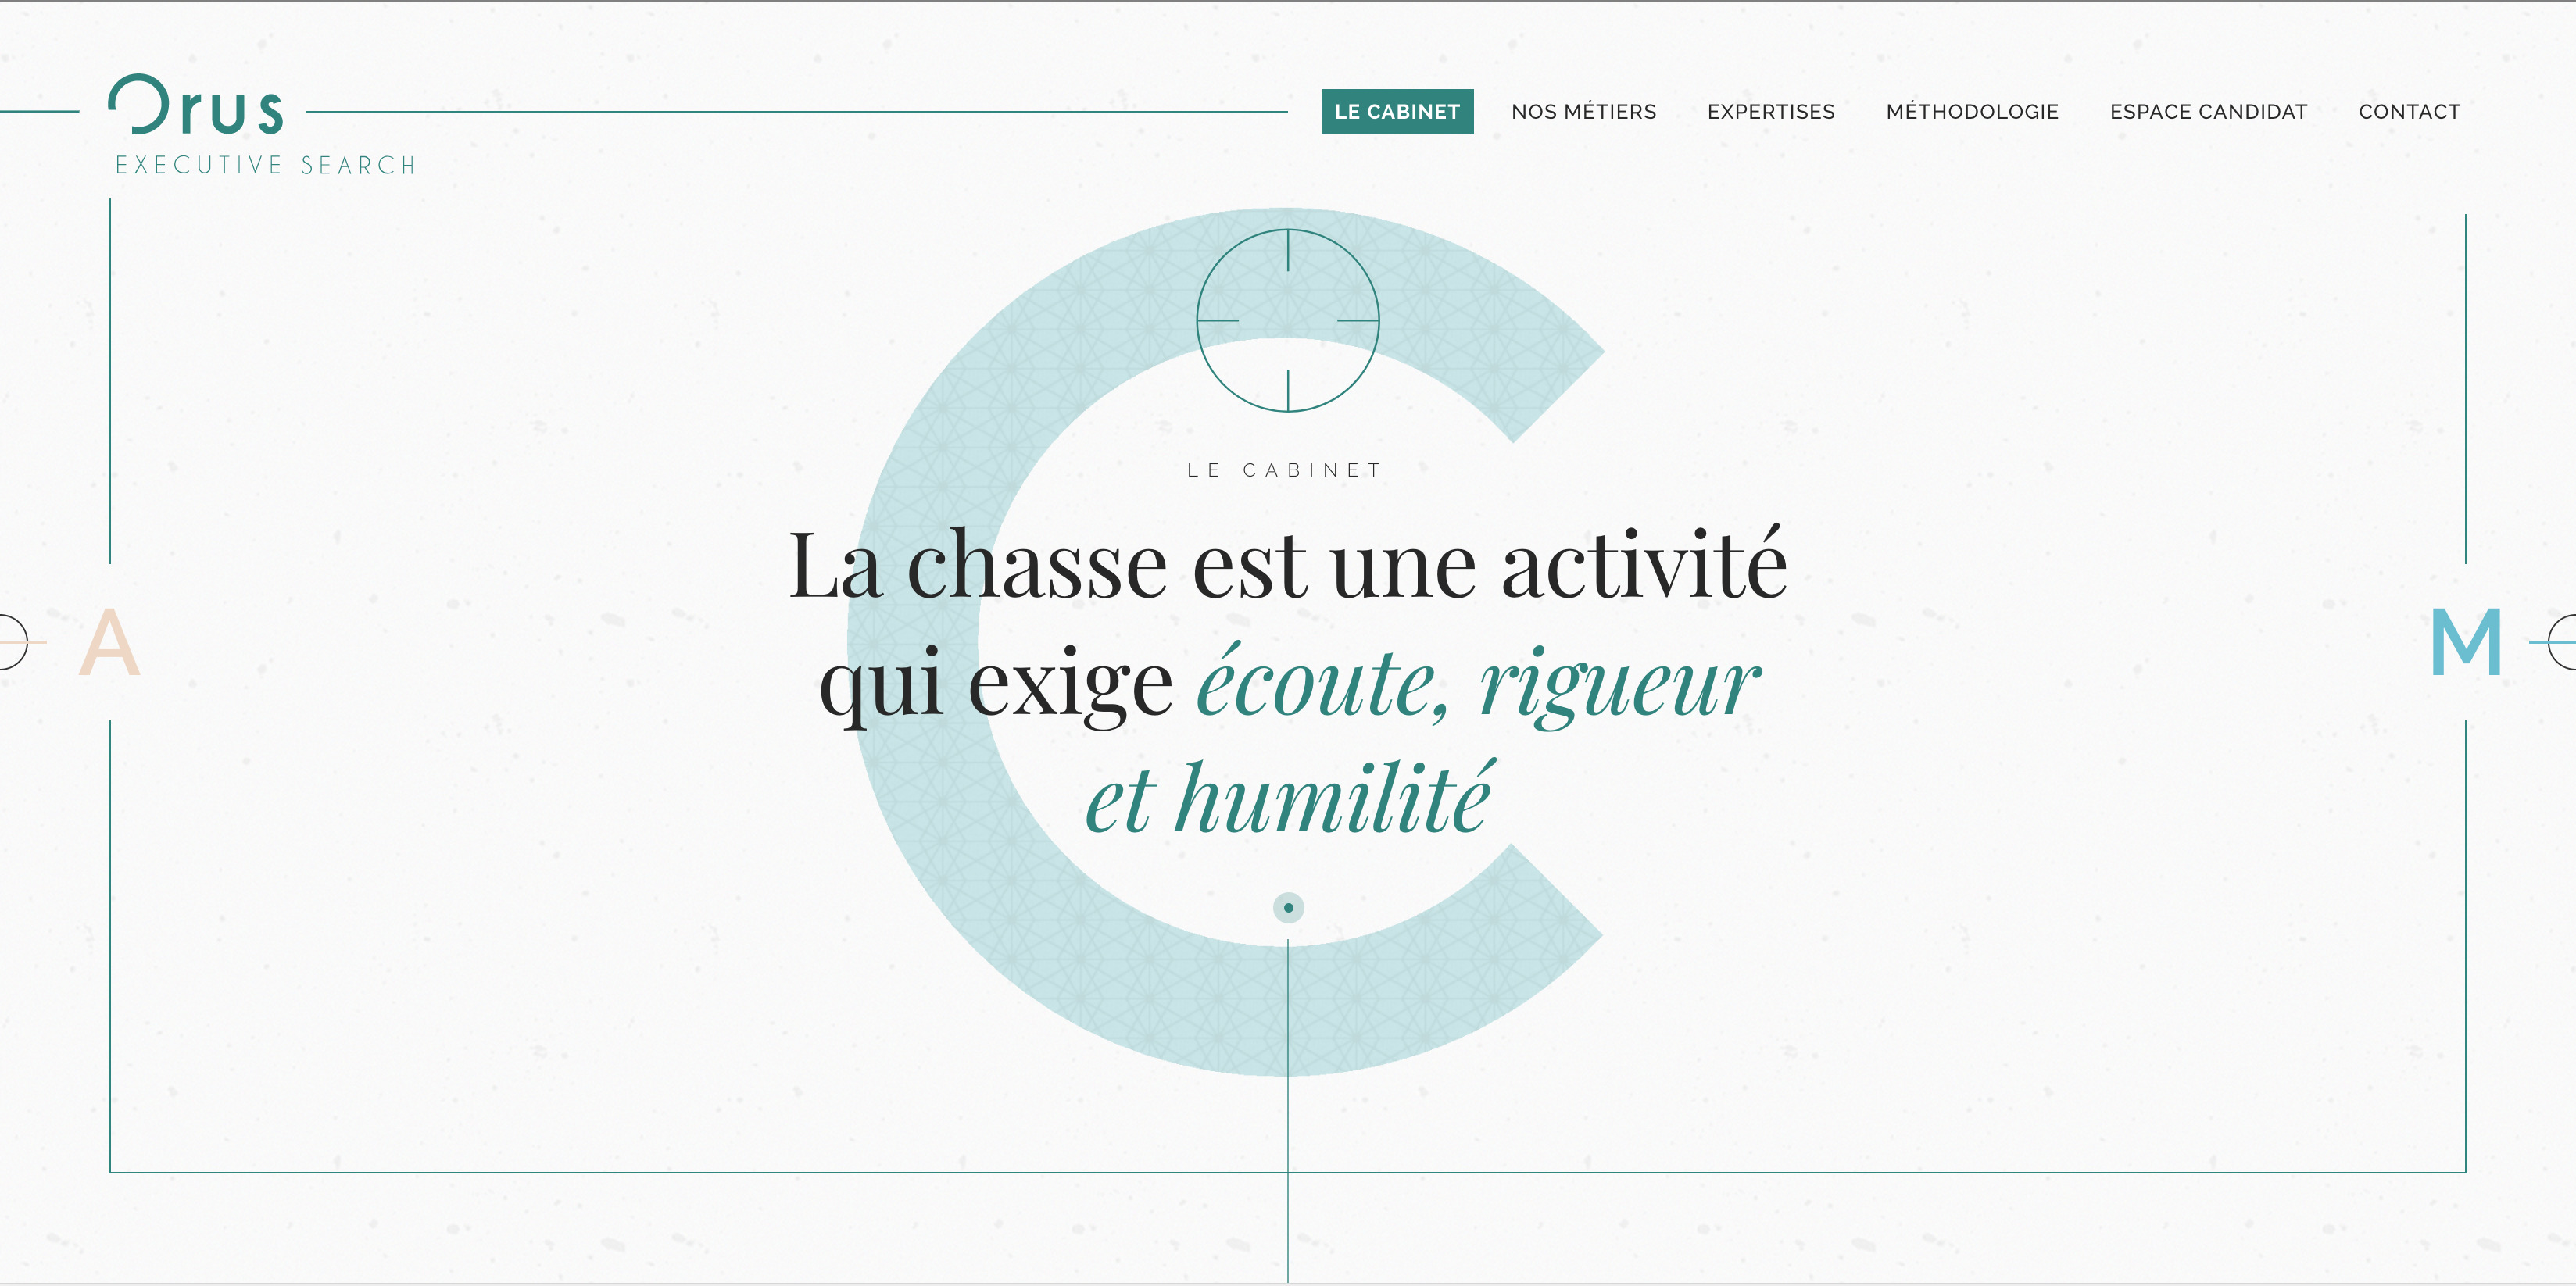 Orus
EXECUTIVE SEARCH
LE CABINET
NOS MÉTIERS
EXPERTISES
MÉTHODOLOGIE
ESPACE CANDIDAT
CONTACT
C
LE CABINET
La chasse est une activité
qui exige écoute, rigueur
et humilité
A
M